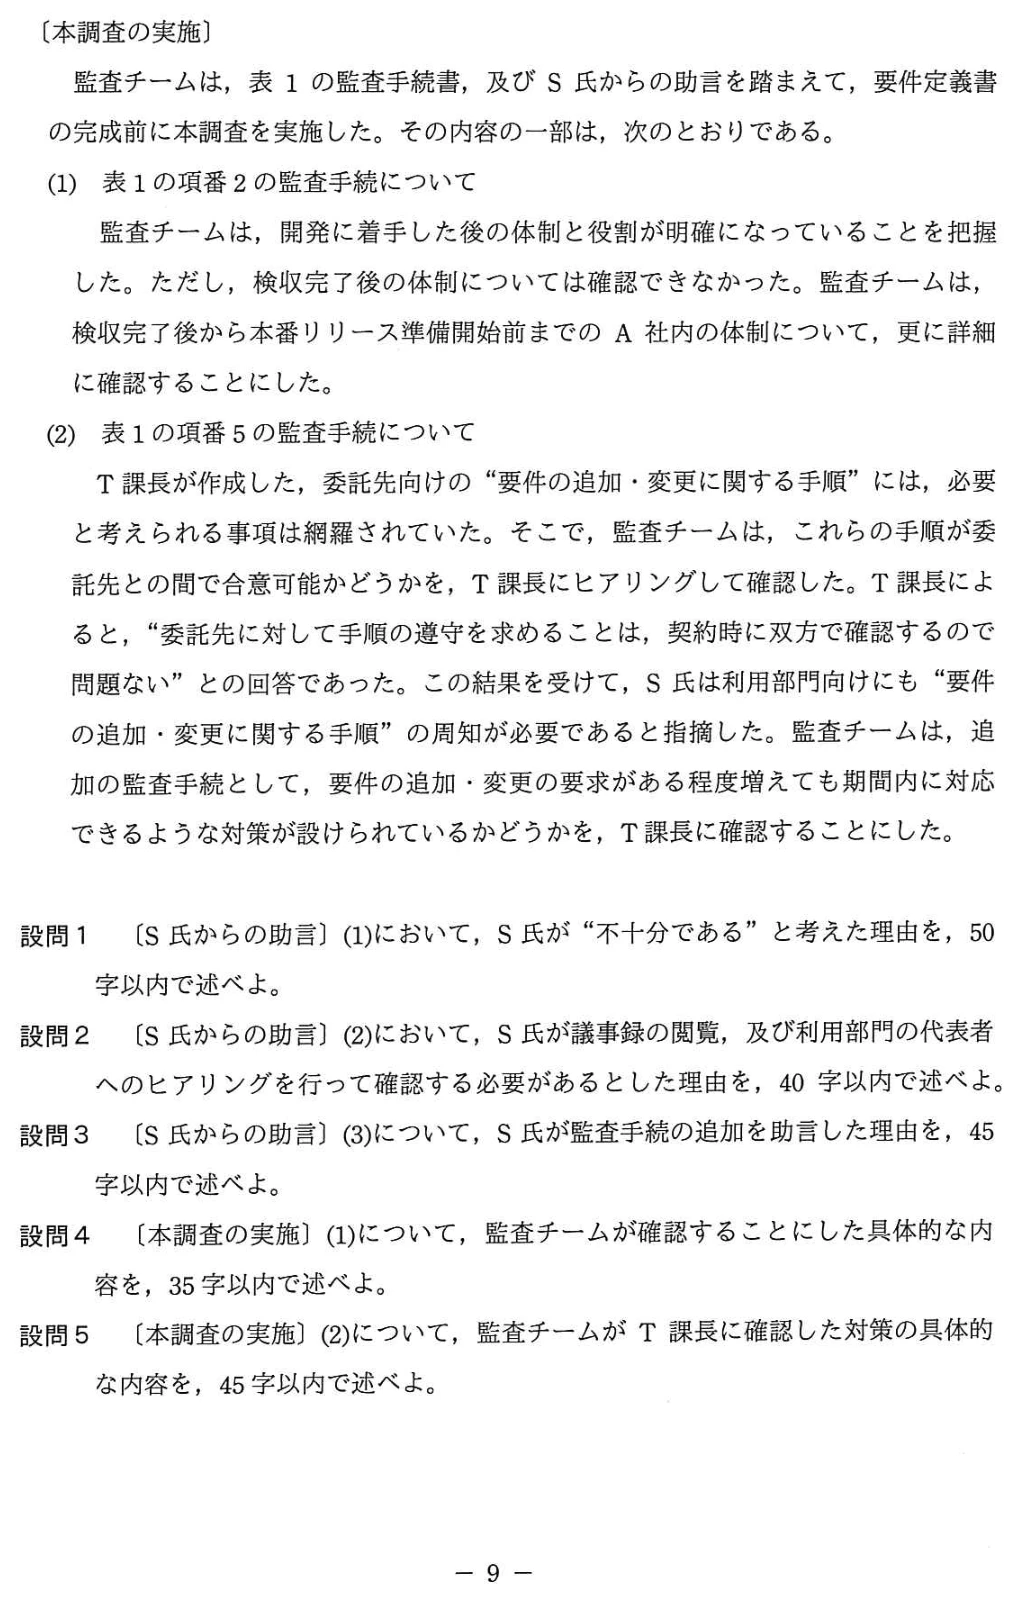 〔本調査の実施〕
監査チームは，表 1 の監査手続書，及び S 氏からの助言を踏まえて，要件定義書
の完成前に本調査を実施した。その内容の一部は，次のとおりである。
(1) 表 1 の項番 2 の監査手続について
監査チームは，開発に着手した後の体制と役割が明確になっていることを把握
した。ただし，検収完了後の体制については確認できなかった。監査チームは，
検収完了後から本番リリース準備開始前までの A 社内の体制について，更に詳細
に確認することにした。
(2) 表 1 の項番 5 の監査手続について
T 課長が作成した，委託先向けの“要件の追加・変更に関する手順”には，必要
と考えられる事項は網羅されていた。そこで，監査チームは，これらの手順が委
託先との間で合意可能かどうかを，T 課長にヒアリングして確認した。T 課長によ
ると，“委託先に対して手順の遵守を求めることは，契約時に双方で確認するので
問題ない”との回答であった。この結果を受けて，S 氏は利用部門向けにも“要件
の追加・変更に関する手順”の周知が必要であると指摘した。監査チームは，追
加の監査手続として，要件の追加・変更の要求がある程度増えても期間内に対応
できるような対策が設けられているかどうかを，T 課長に確認することにした。
設問1 〔S 氏からの助言〕(1)において，S 氏が“不十分である”と考えた理由を，50
字以内で述べよ。
設問2 〔S 氏からの助言〕(2)において，S 氏が議事録の閲覧，及び利用部門の代表者
へのヒアリングを行って確認する必要があるとした理由を，40 字以内で述べよ。
設問3 〔S 氏からの助言〕(3)について，S 氏が監査手続の追加を助言した理由を，45
字以内で述べよ。
設問4 〔本調査の実施〕(1)について，監査チームが確認することにした具体的な内
容を，35 字以内で述べよ。
設問5 〔本調査の実施〕(2)について，監査チームが T 課長に確認した対策の具体的
な内容を，45 字以内で述べよ。
－ 9 －